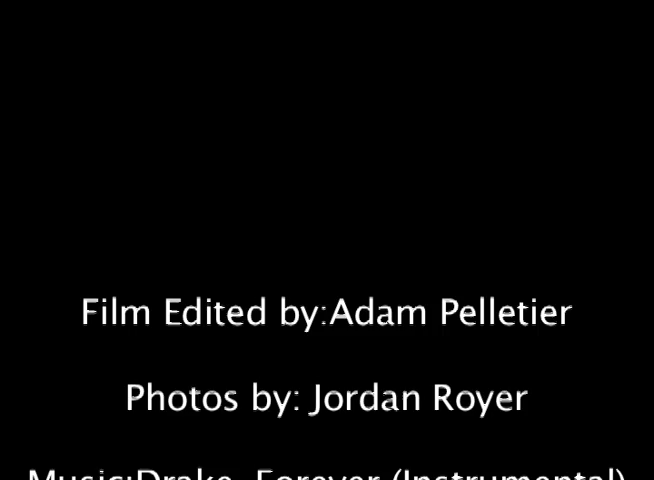 Film Edited by:Adam Pelletier
Photos by: Jordan Royer
Music:Drake Forever (Instrumental)